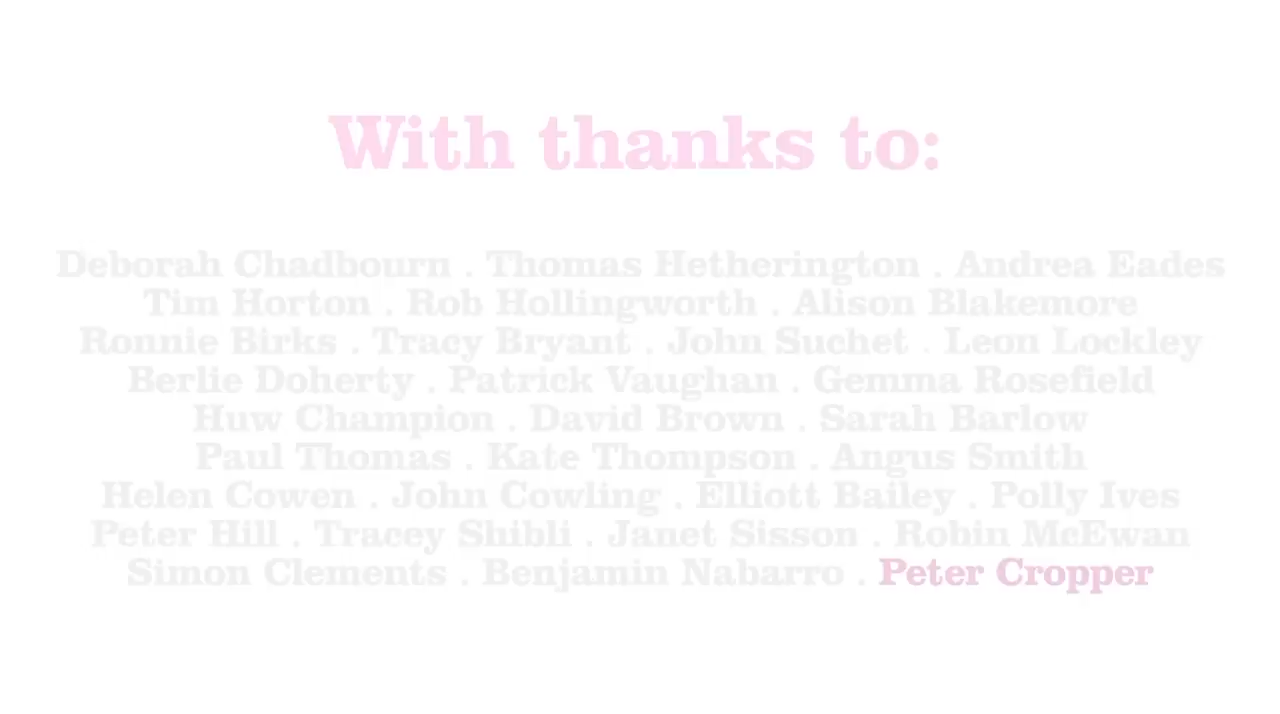 With thanks to:
Deborah Chadbourn . Thomas Hetherington . Andrea Eades
Tim Horton . Rob Hollingworth . Alison Blakemore
Ronnie Birks . Tracy Bryant . John Suchet . Leon Lockley
Berlie Doherty . Patrick Vaughan . Gemma Rosefield
Huw Champion . David Brown . Sarah Barlow
Paul Thomas . Kate Thompson . Angus Smith
Helen Cowen . John Cowling . Elliott Bailey . Polly Ives
Peter Hill . Tracey Shibli . Janet Sisson . Robin McEwan
Simon Clements . Benjamin Nabarro . Peter Cropper